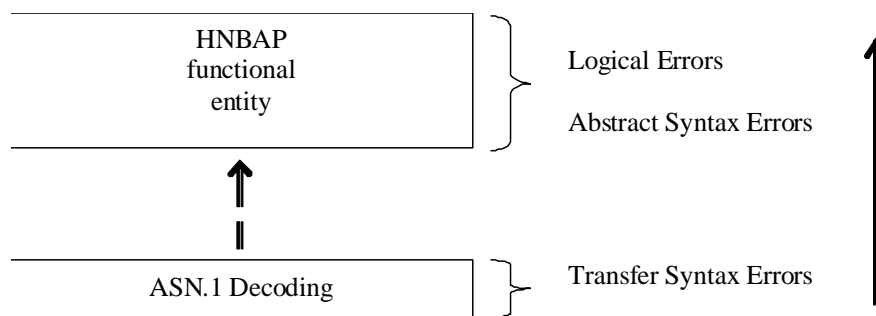 HNBAP
functional
entity
Logical Errors
Abstract Syntax Errors
ASN.1 Decoding
Transfer Syntax Errors